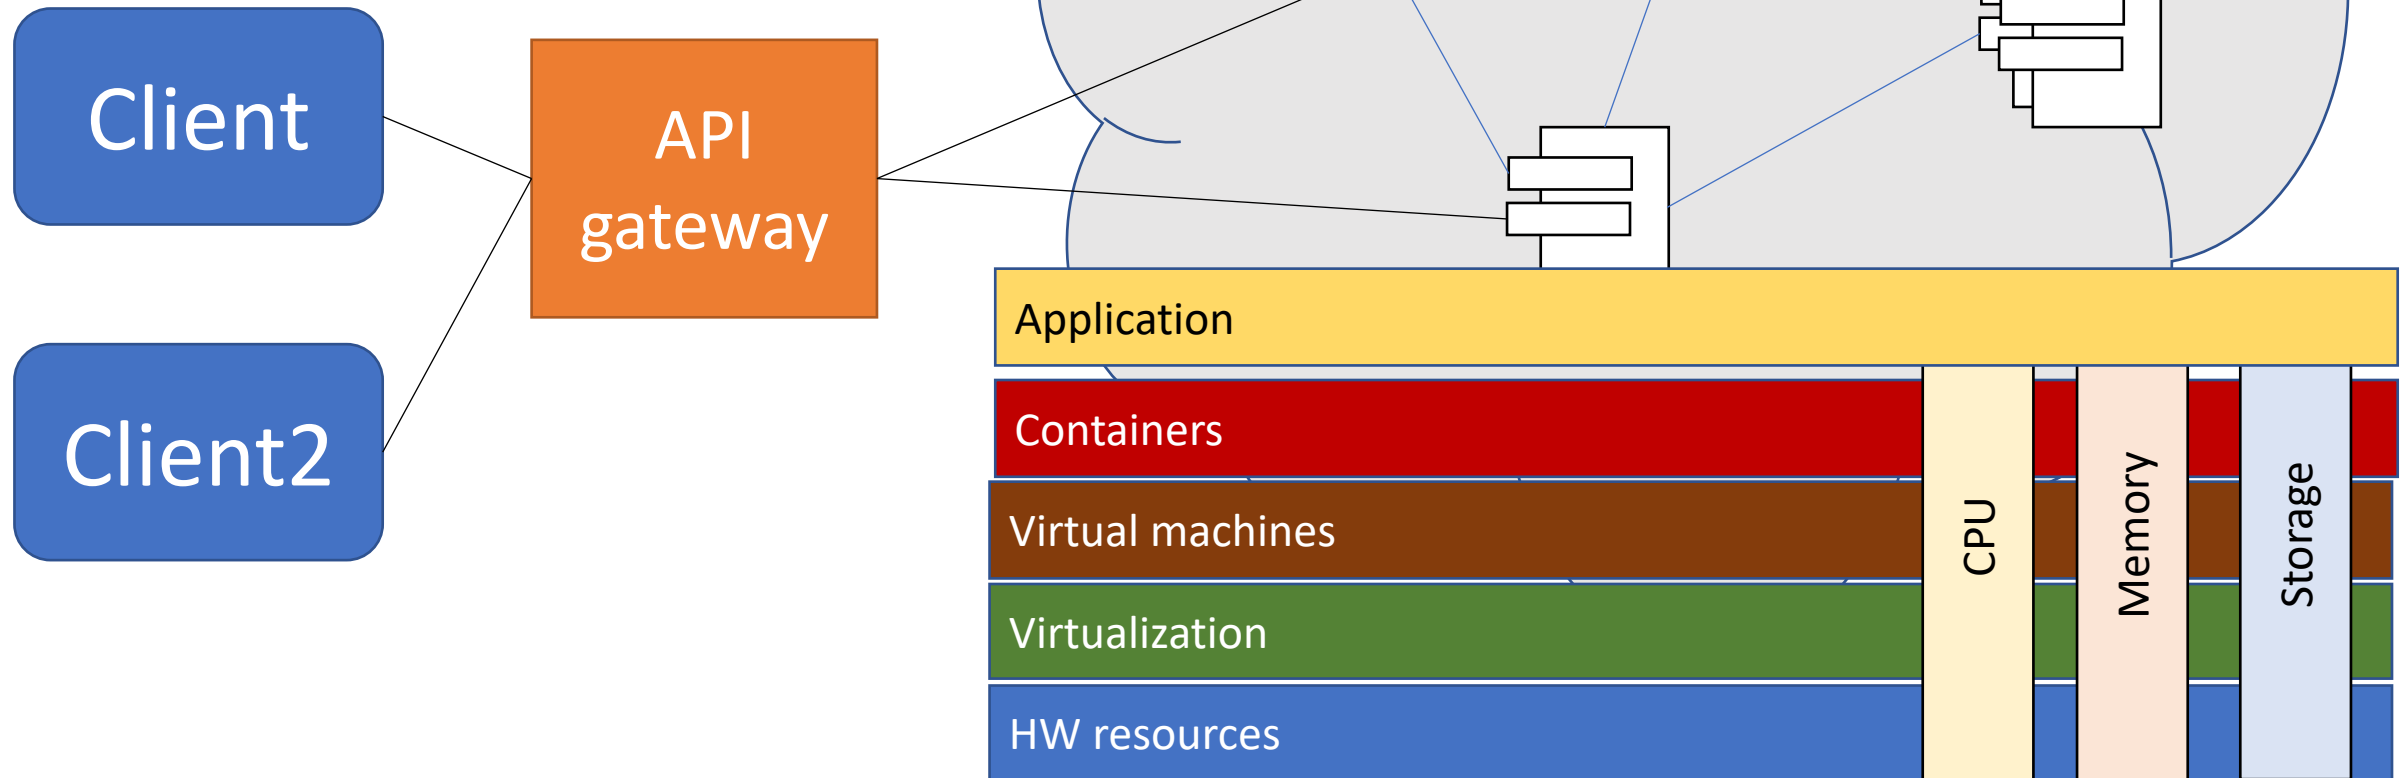 Client
API
gateway
Client2
Application
Containers
Virtual machines
Virtualization
HW resources
CPU
Memory
Storage